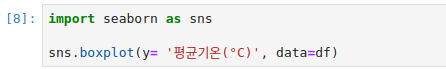 [8]: import seaborn as sns
sns.boxplot(y= '평균기온(°C)', data=df)